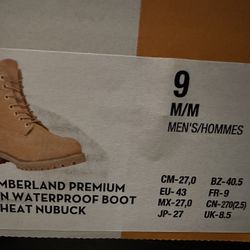 9
M/M
MEN'S/HOMMES
MBERLAND PREMIUM
N WATERPROOF BOOT
HEAT NUBUCK
CM-27,0 BZ-40.5
EU- 43 FR-9
MX-27,0 CN-270(2.5)
JP- 27 UK-8.5